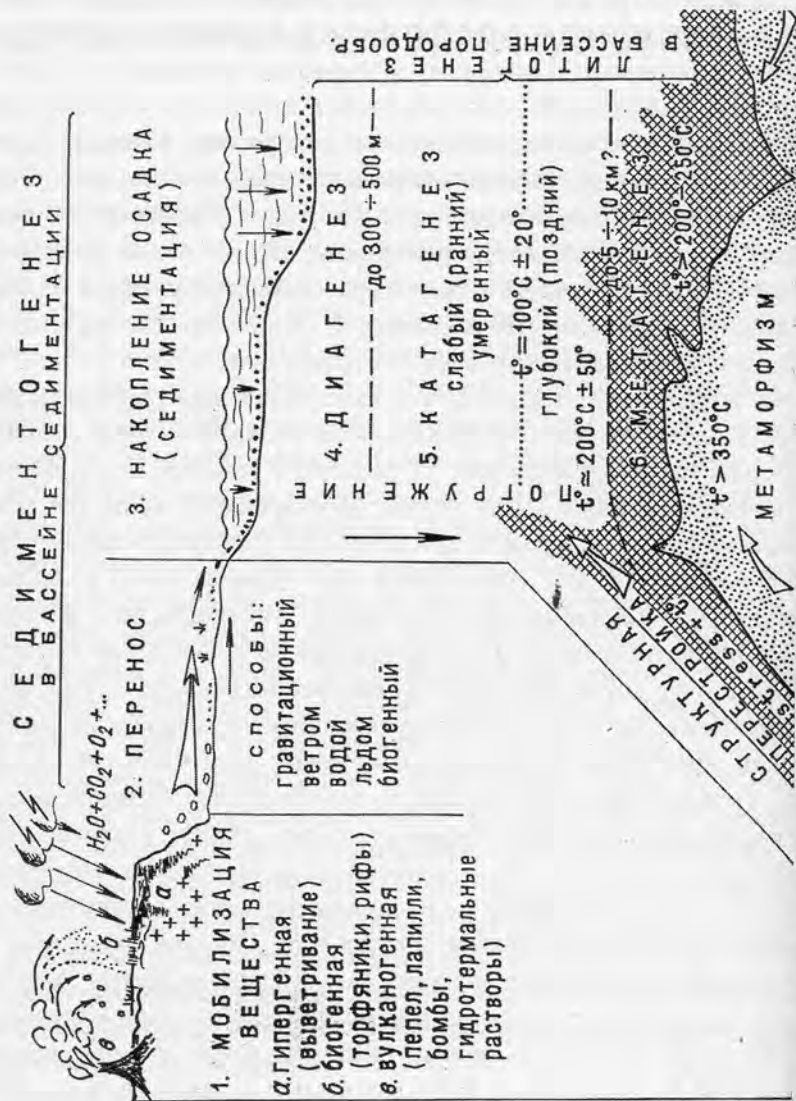 СЕДИМЕНТОГЕНЕЗ
В БАССЕЙНЕ СЕДИМЕНТАЦИИ
H₂O+CO₂+O₂+...
а
б
в
1. МОБИЛИЗАЦИЯ
ВЕЩЕСТВА
а. гипергенная
(выветривание)
б. биогенная
(торфяники, рифы)
в. вулканогенная
(пепел, лапилли,
бомбы,
гидротермальные
растворы)
2. ПЕРЕНОС
способы:
гравитационный
ветром
водой
льдом
биогенный
3. НАКОПЛЕНИЕ ОСАДКА
(СЕДИМЕНТАЦИЯ)
ПОГРУЖЕНИЕ
4. ДИАГЕНЕЗ
до 300 ÷ 500 м
5. КАТАГЕНЕЗ
слабый (ранний)
умеренный
t°=100°C ± 20°
глубокий (поздний)
t°≃200°C ± 50°
до 5 ÷ 10 км?
6. МЕТАГЕНЕЗ
t°> 200°-250°C
t°> 350°C
МЕТАМОРФИЗМ
СТРУКТУРНАЯ
ПЕРЕСТРОЙКА
stress + t°
ЛИТОГЕНЕЗ
В БАССЕЙНЕ ПОРОДООБР.